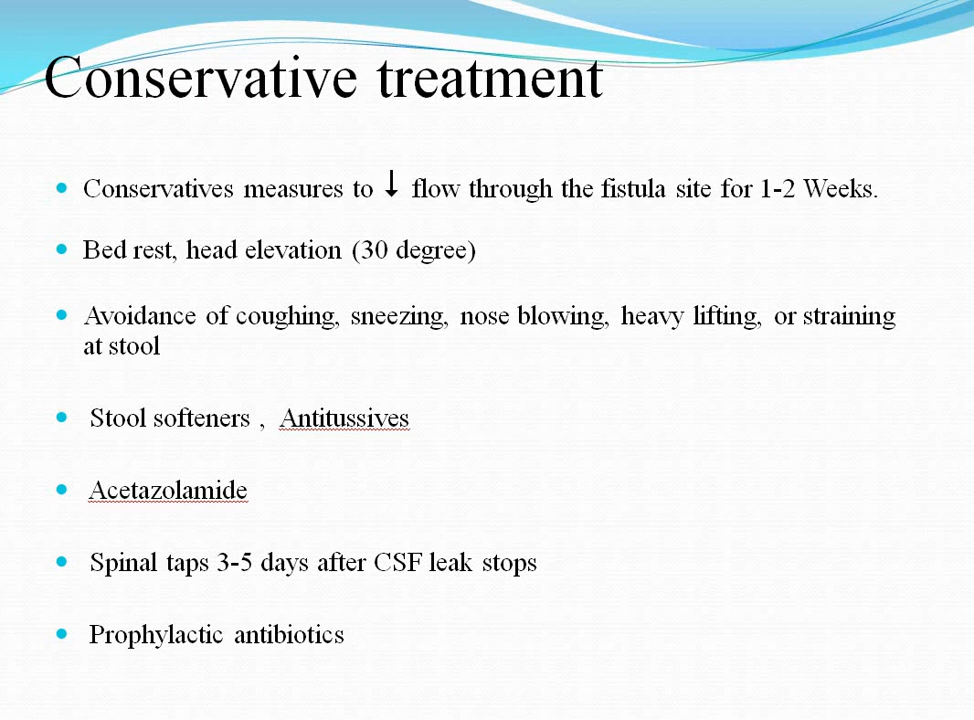 Conservative treatment
• Conservatives measures to ↓ flow through the fistula site for 1-2 Weeks.
• Bed rest, head elevation (30 degree)
• Avoidance of coughing, sneezing, nose blowing, heavy lifting, or straining
at stool
• Stool softeners , Antitussives
• Acetazolamide
• Spinal taps 3-5 days after CSF leak stops
• Prophylactic antibiotics